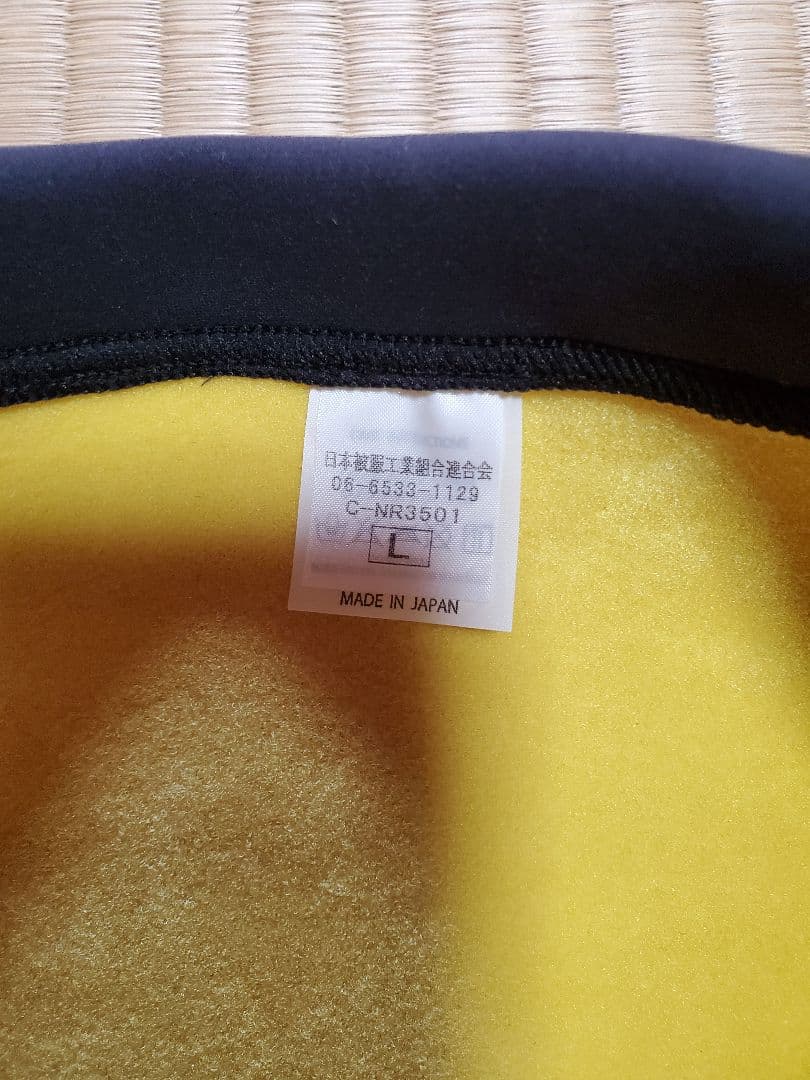 日本被服工業組合連合会
06-6533-1129
C-NR3501
L
MADE IN JAPAN